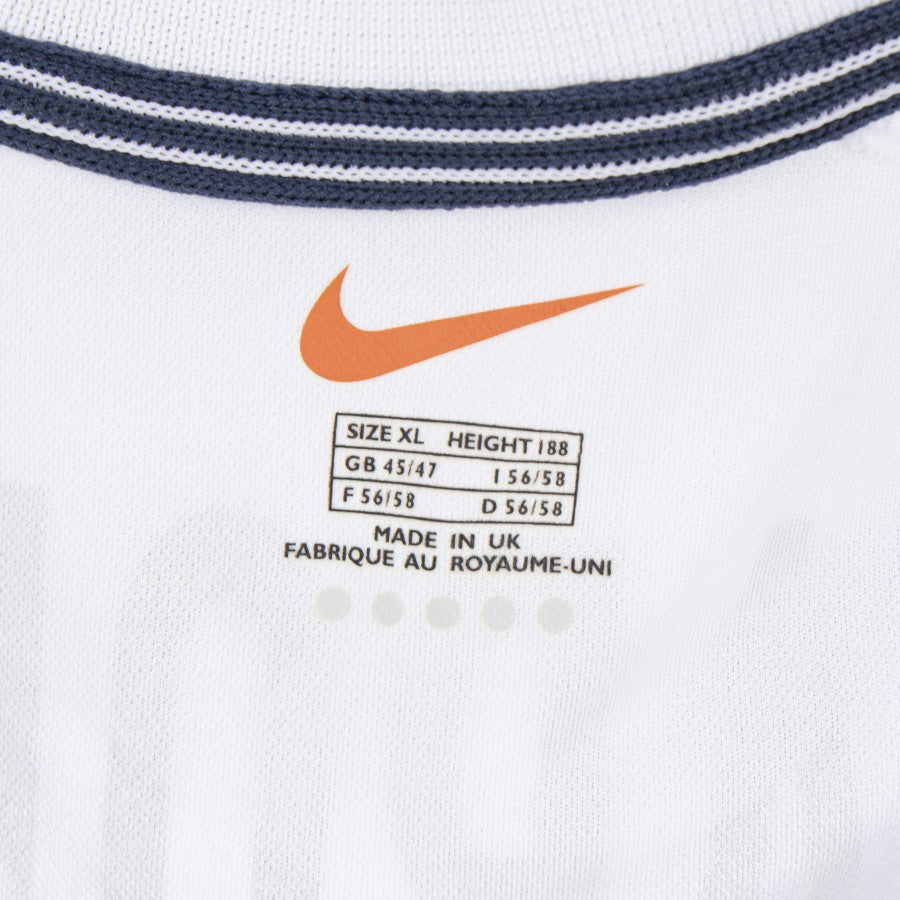 SIZE XL HEIGHT 188
GB 45/47 I 56/58
F 56/58 D 56/58
MADE IN UK
FABRIQUE AU ROYAUME-UNI